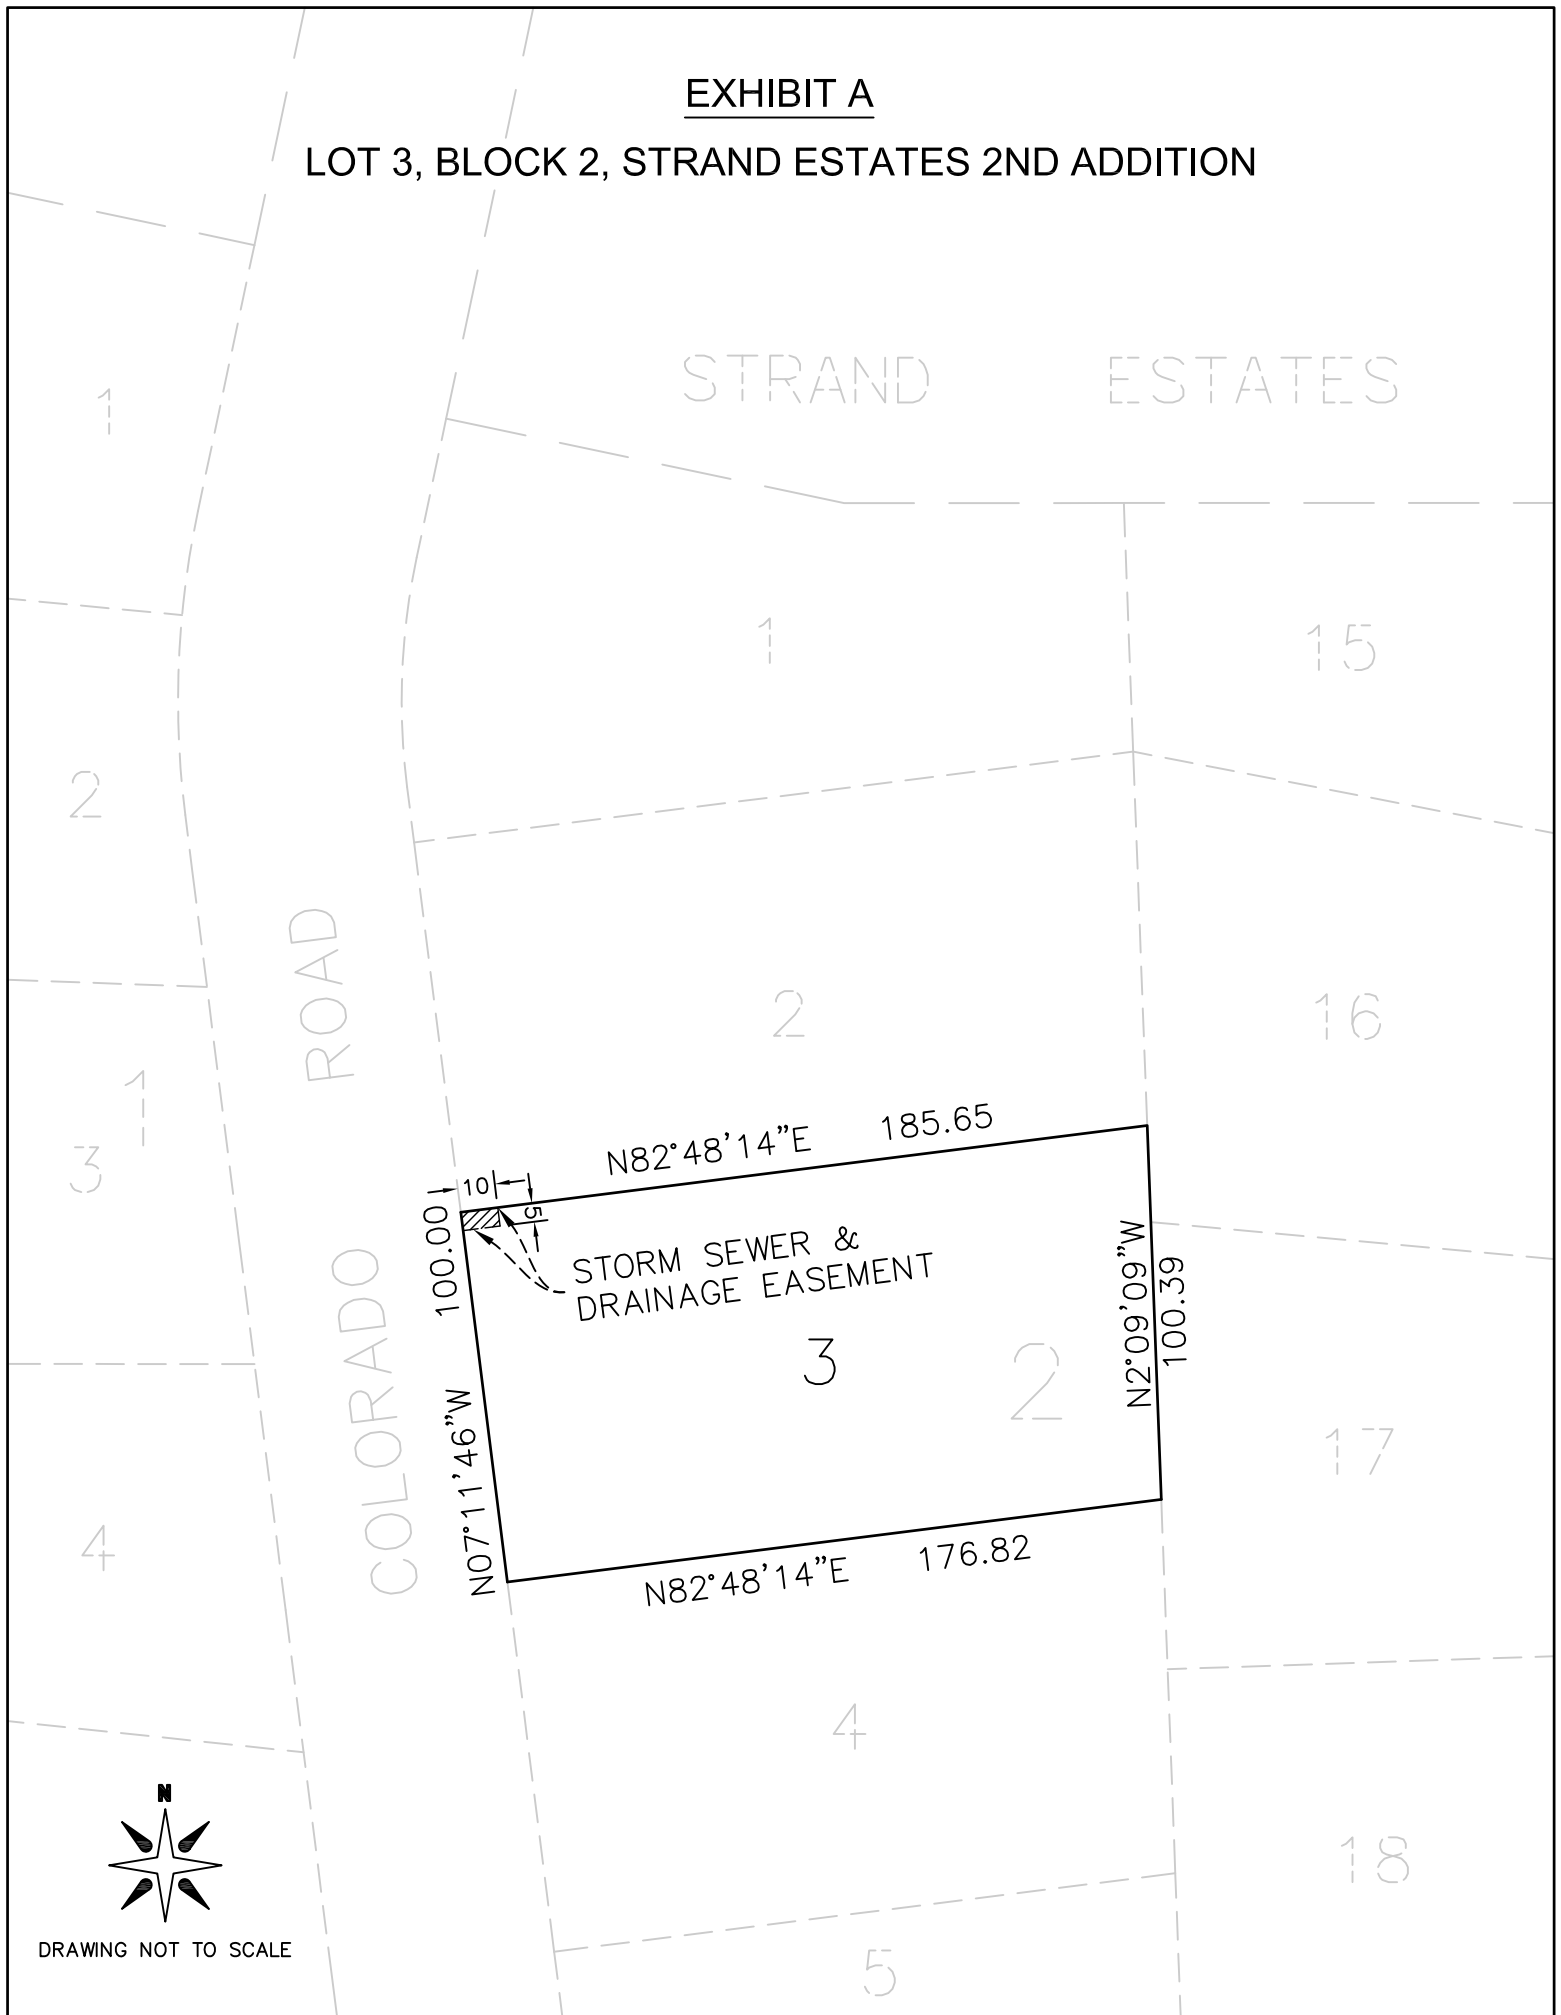 EXHIBIT A
LOT 3, BLOCK 2, STRAND ESTATES 2ND ADDITION
STRAND ESTATES
1
1
15
2
ROAD
2
16
1
3
N82°48'14"E 185.65
10
5
100.00
STORM SEWER &
DRAINAGE EASEMENT
N2°09'09"W
100.39
3
2
COLORADO
N07°11'46"W
17
4
N82°48'14"E 176.82
4
N
18
DRAWING NOT TO SCALE
5